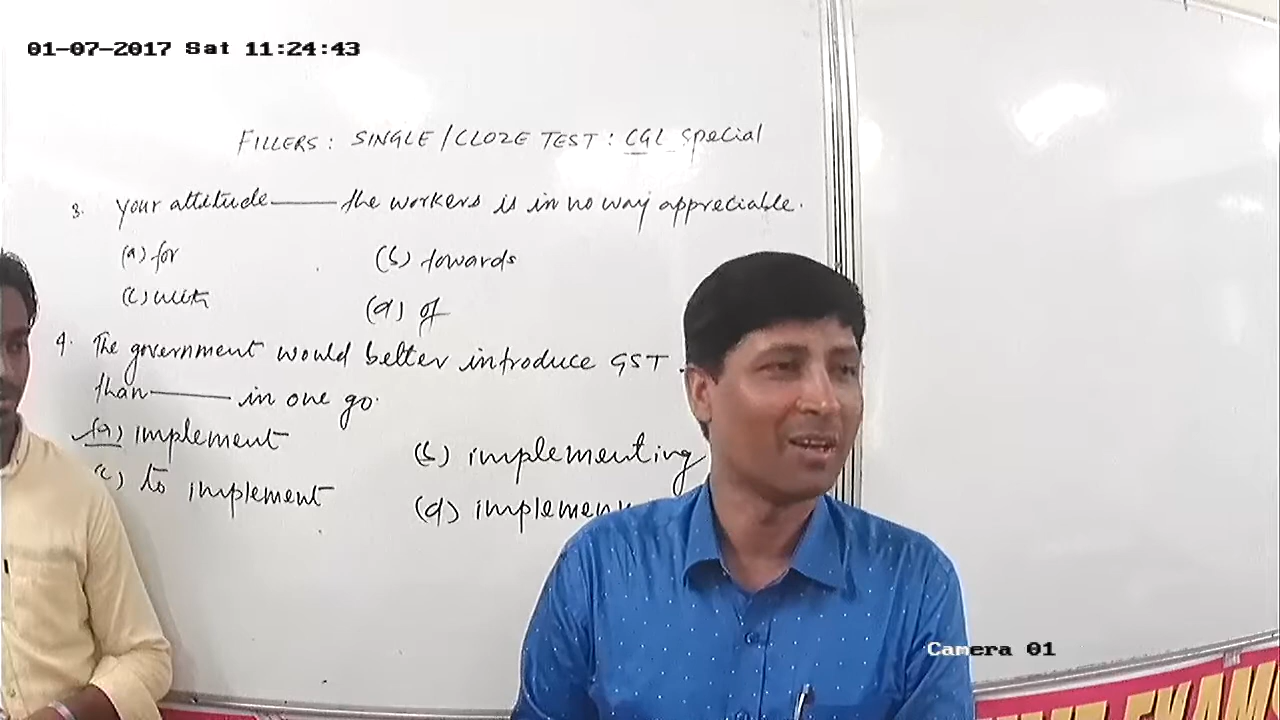 01-07-2017 Sat 11:24:43
FILLERS: SINGLE/CLOZE TEST: CGL Special
3. your attitude——— the workers is in no way appreciable.
(a) for (b) towards
(c) with (d) of
4. The government would better introduce GST
than——— in one go.
(a) implement (b) implementing
(c) to implement (d)
Camera 01
EXAMS